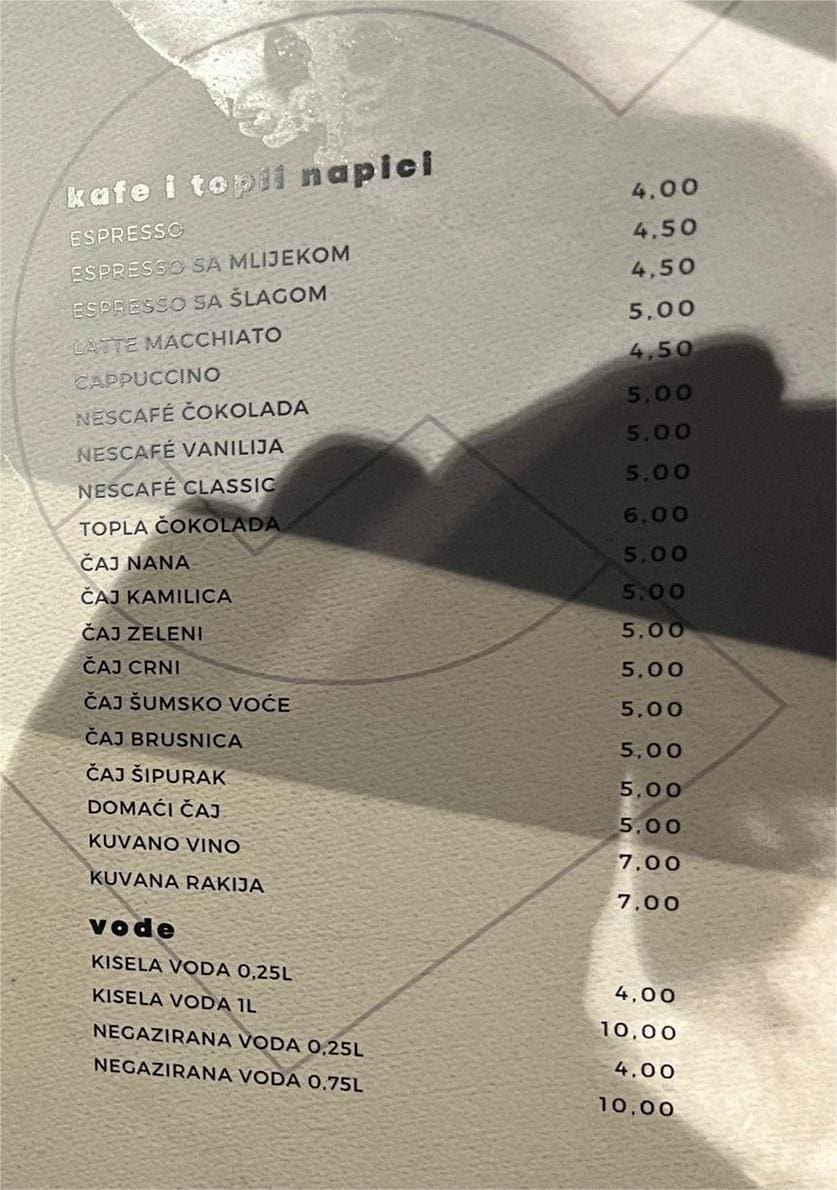 kafe i topli napici
ESPRESSO 4,00
ESPRESSO SA MLIJEKOM 4,50
ESPRESSO SA ŠLAGOM 4,50
LATTE MACCHIATO 5,00
CAPPUCCINO 4,50
NESCAFÉ ČOKOLADA 5,00
NESCAFÉ VANILIJA 5,00
NESCAFÉ CLASSIC 5,00
TOPLA ČOKOLADA 6,00
ČAJ NANA 5,00
ČAJ KAMILICA 5,00
ČAJ ZELENI 5,00
ČAJ CRNI 5,00
ČAJ ŠUMSKO VOĆE 5,00
ČAJ BRUSNICA 5,00
ČAJ ŠIPURAK 5,00
DOMAĆI ČAJ 5,00
KUVANO VINO 7,00
KUVANA RAKIJA 7,00
vode
KISELA VODA 0,25L 4,00
KISELA VODA 1L 10,00
NEGAZIRANA VODA 0,25L 4,00
NEGAZIRANA VODA 0,75L 10,00